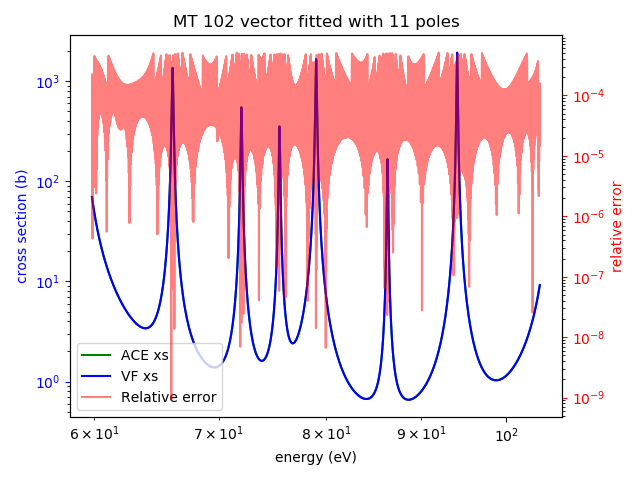 MT 102 vector fitted with 11 poles
10³
10²
10¹
10⁰
cross section (b)
10⁻⁴
10⁻⁵
10⁻⁶
10⁻⁷
10⁻⁸
10⁻⁹
relative error
ACE xs
VF xs
Relative error
6 × 10¹ 7 × 10¹ 8 × 10¹ 9 × 10¹ 10²
energy (eV)